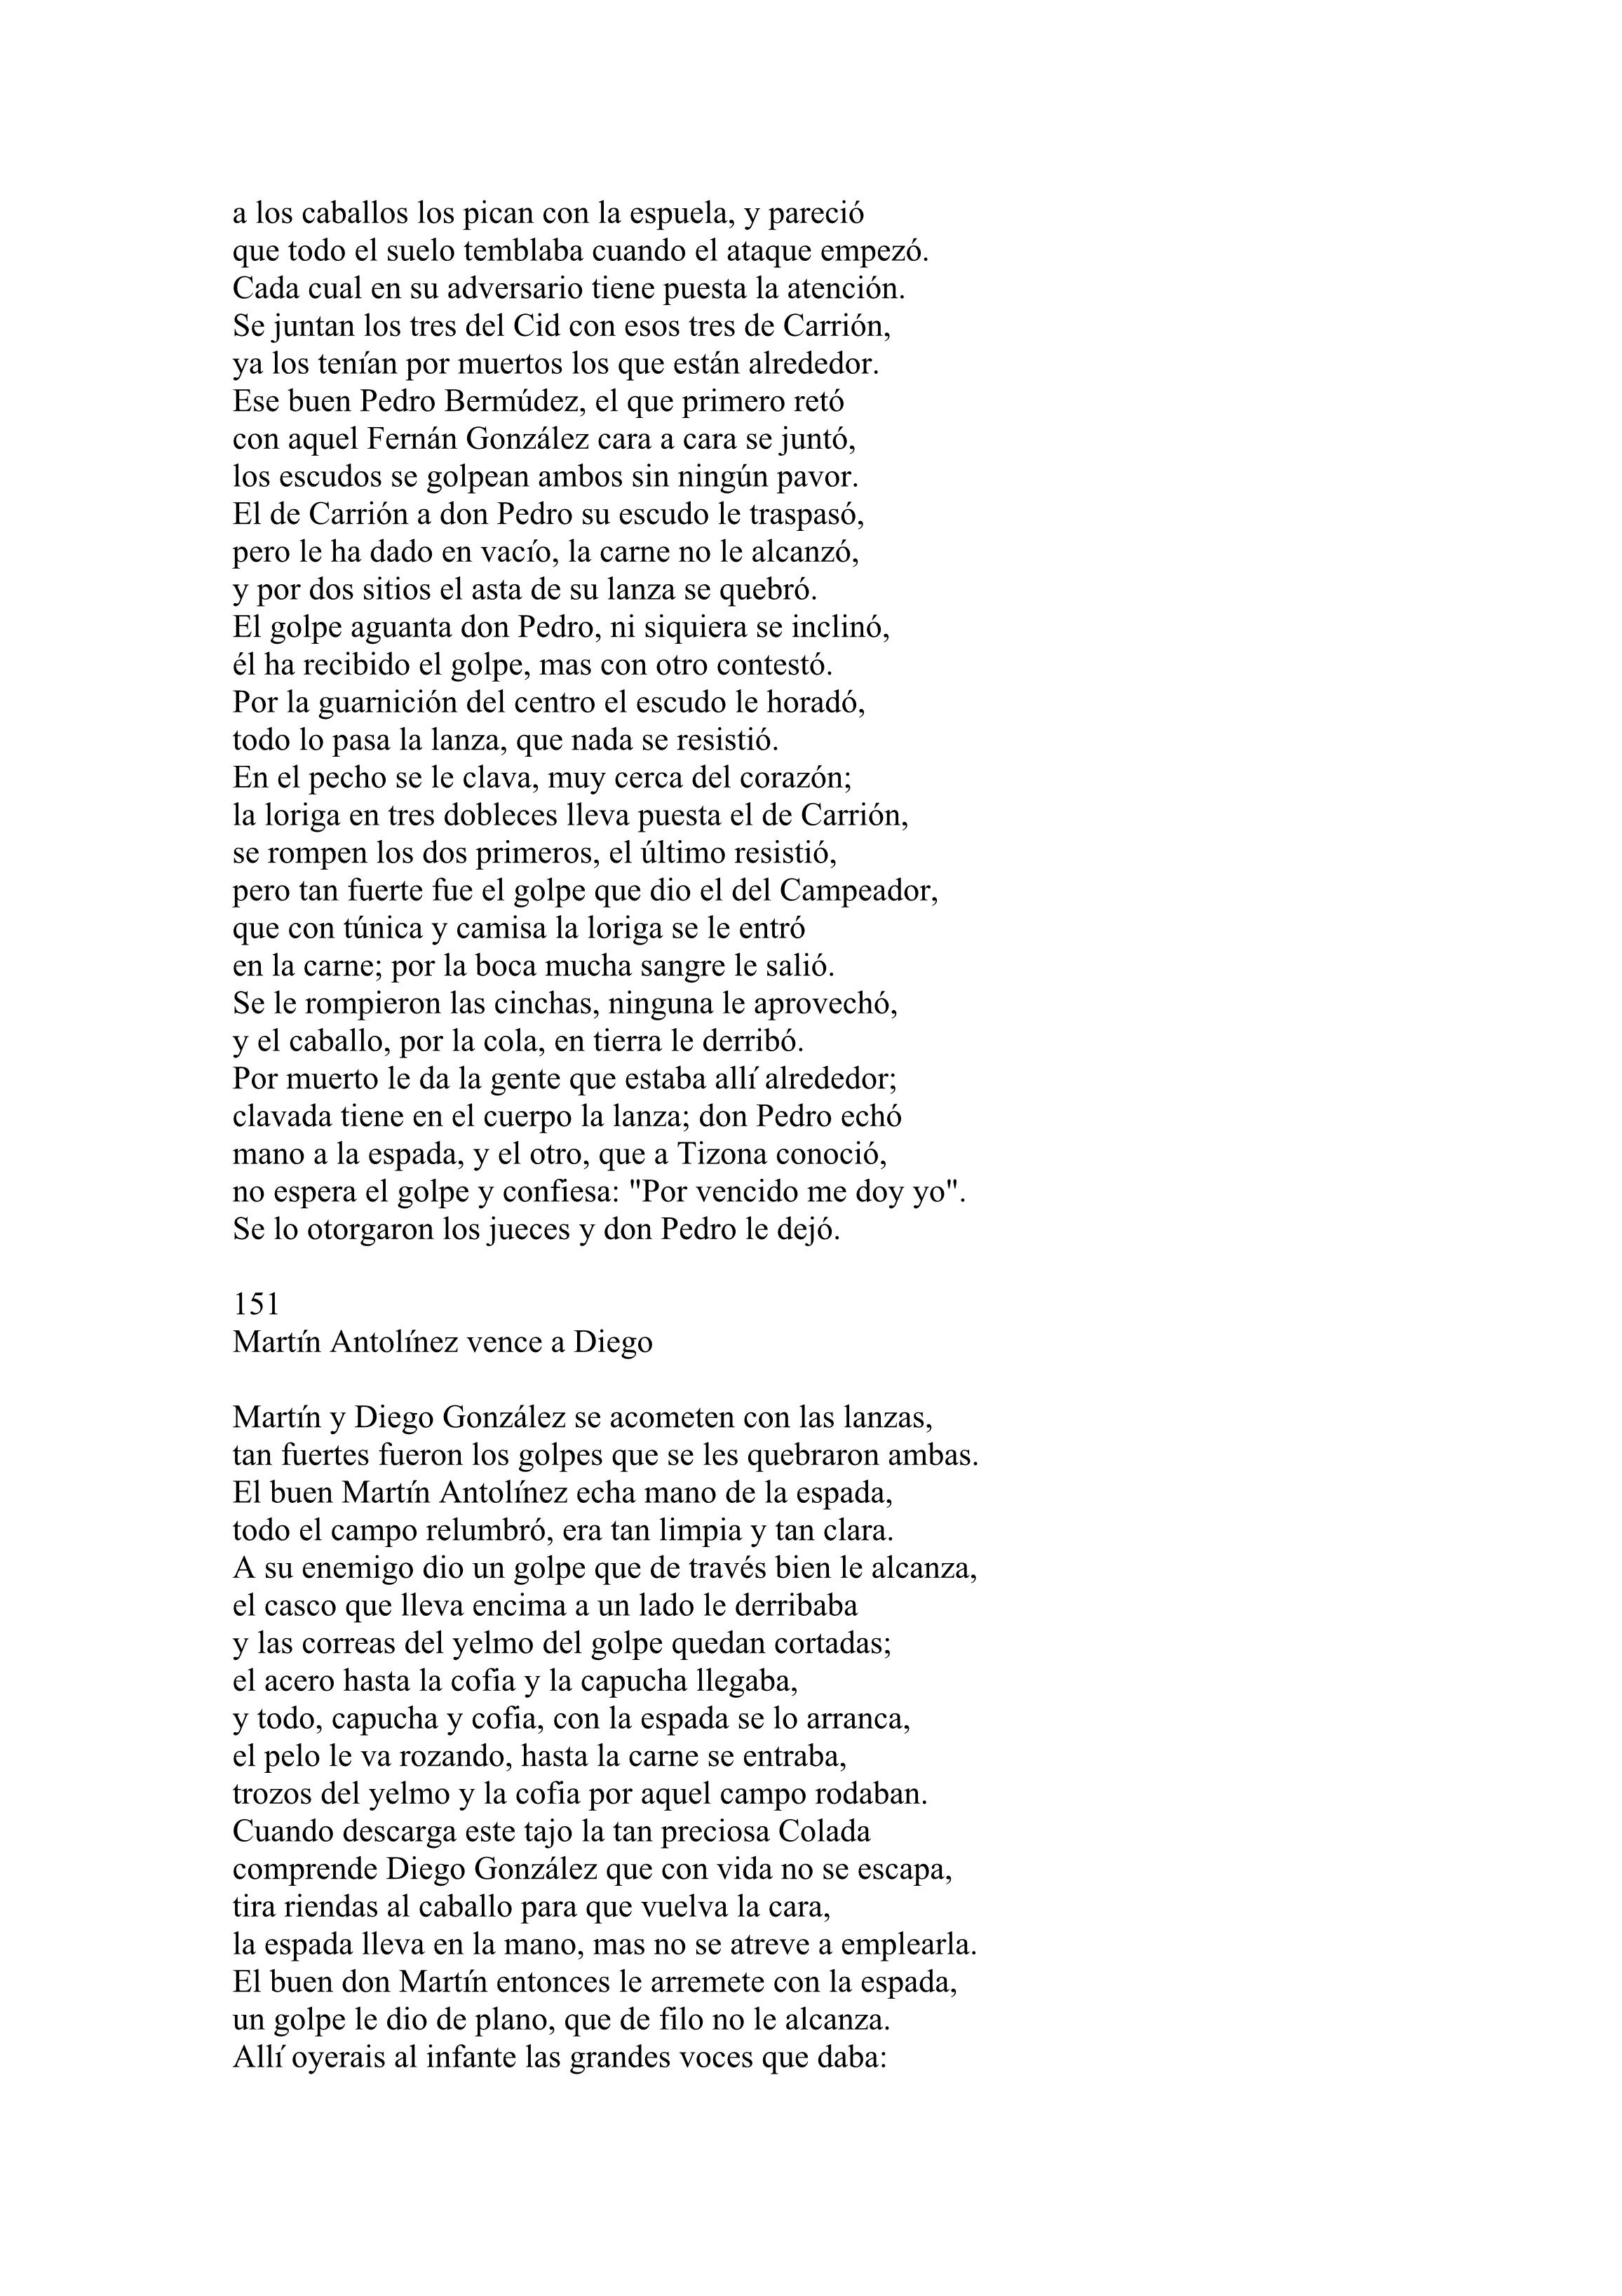 a los caballos los pican con la espuela, y pareció
que todo el suelo temblaba cuando el ataque empezó.
Cada cual en su adversario tiene puesta la atención.
Se juntan los tres del Cid con esos tres de Carrión,
ya los tenían por muertos los que están alrededor.
Ese buen Pedro Bermúdez, el que primero retó
con aquel Fernán González cara a cara se juntó,
los escudos se golpean ambos sin ningún pavor.
El de Carrión a don Pedro su escudo le traspasó,
pero le ha dado en vacío, la carne no le alcanzó,
y por dos sitios el asta de su lanza se quebró.
El golpe aguanta don Pedro, ni siquiera se inclinó,
él ha recibido el golpe, mas con otro contestó.
Por la guarnición del centro el escudo le horadó,
todo lo pasa la lanza, que nada se resistió.
En el pecho se le clava, muy cerca del corazón;
la loriga en tres dobleces lleva puesta el de Carrión,
se rompen los dos primeros, el último resistió,
pero tan fuerte fue el golpe que dio el del Campeador,
que con túnica y camisa la loriga se le entró
en la carne; por la boca mucha sangre le salió.
Se le rompieron las cinchas, ninguna le aprovechó,
y el caballo, por la cola, en tierra le derribó.
Por muerto le da la gente que estaba allí alrededor;
clavada tiene en el cuerpo la lanza; don Pedro echó
mano a la espada, y el otro, que a Tizona conoció,
no espera el golpe y confiesa: "Por vencido me doy yo".
Se lo otorgaron los jueces y don Pedro le dejó.

151
Martín Antolínez vence a Diego

Martín y Diego González se acometen con las lanzas,
tan fuertes fueron los golpes que se les quebraron ambas.
El buen Martín Antolínez echa mano de la espada,
todo el campo relumbró, era tan limpia y tan clara.
A su enemigo dio un golpe que de través bien le alcanza,
el casco que lleva encima a un lado le derribaba
y las correas del yelmo del golpe quedan cortadas;
el acero hasta la cofia y la capucha llegaba,
y todo, capucha y cofia, con la espada se lo arranca,
el pelo le va rozando, hasta la carne se entraba,
trozos del yelmo y la cofia por aquel campo rodaban.
Cuando descarga este tajo la tan preciosa Colada
comprende Diego González que con vida no se escapa,
tira riendas al caballo para que vuelva la cara,
la espada lleva en la mano, mas no se atreve a emplearla.
El buen don Martín entonces le arremete con la espada,
un golpe le dio de plano, que de filo no le alcanza.
Allí oyerais al infante las grandes voces que daba: